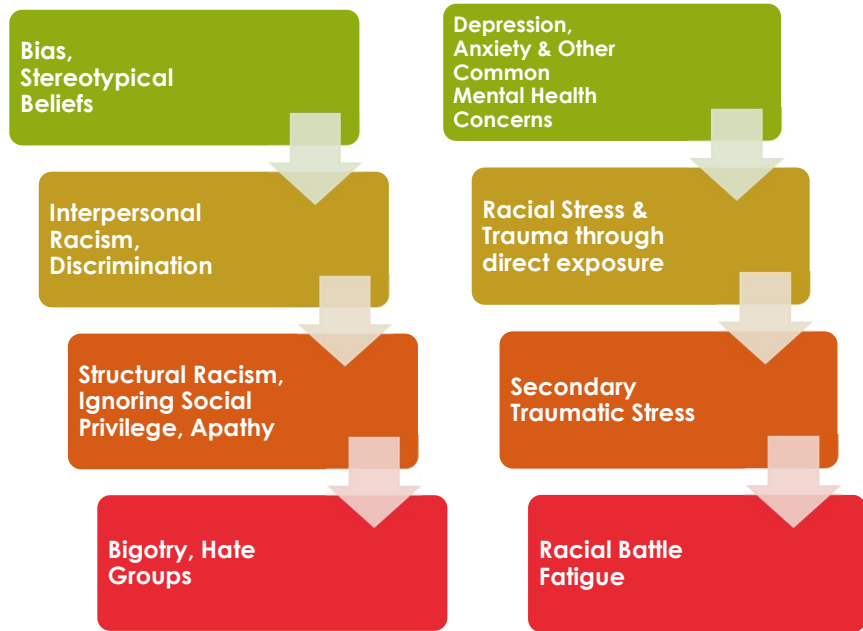 Bias,
Stereotypical
Beliefs
Interpersonal
Racism,
Discrimination
Structural Racism,
Ignoring Social
Privilege, Apathy
Bigotry, Hate
Groups
Depression,
Anxiety & Other
Common
Mental Health
Concerns
Racial Stress &
Trauma through
direct exposure
Secondary
Traumatic Stress
Racial Battle
Fatigue